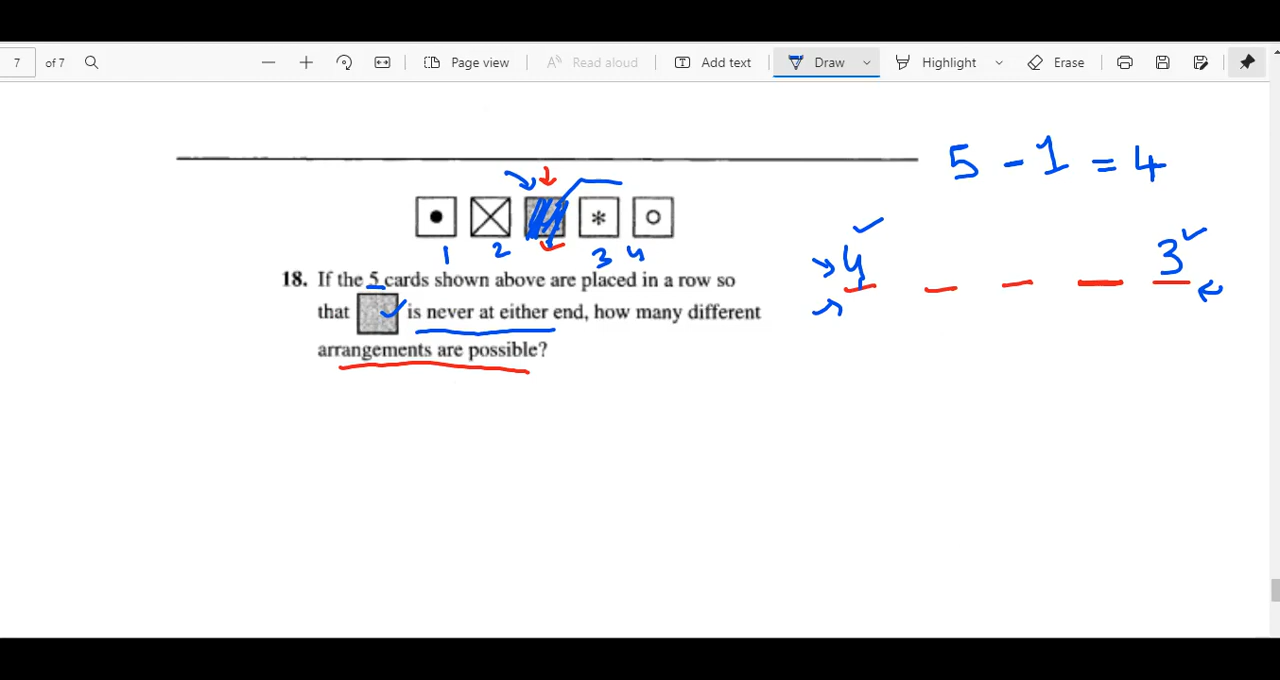 7 of 7 Page view Read aloud Add text Draw Highlight Erase
5 - 1 = 4
1 2 3 4
4 3
18. If the 5 cards shown above are placed in a row so
that is never at either end, how many different
arrangements are possible?